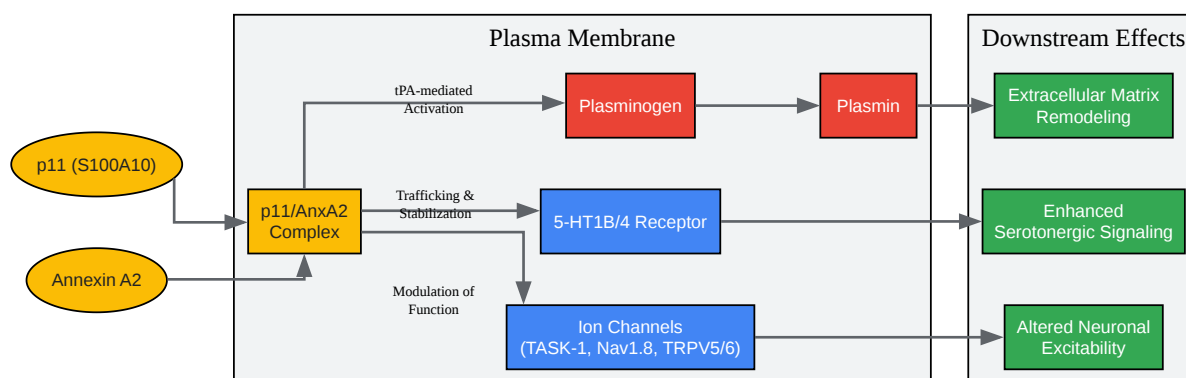 Plasma Membrane
Downstream Effects
tPA-mediated
Activation
Plasminogen
Plasmin
Extracellular Matrix
Remodeling
p11 (S100A10)
Annexin A2
p11/AnxA2
Complex
Trafficking &
Stabilization
5-HT1B/4 Receptor
Enhanced
Serotonergic Signaling
Modulation of
Function
Ion Channels
(TASK-1, Nav1.8, TRPV5/6)
Altered Neuronal
Excitability